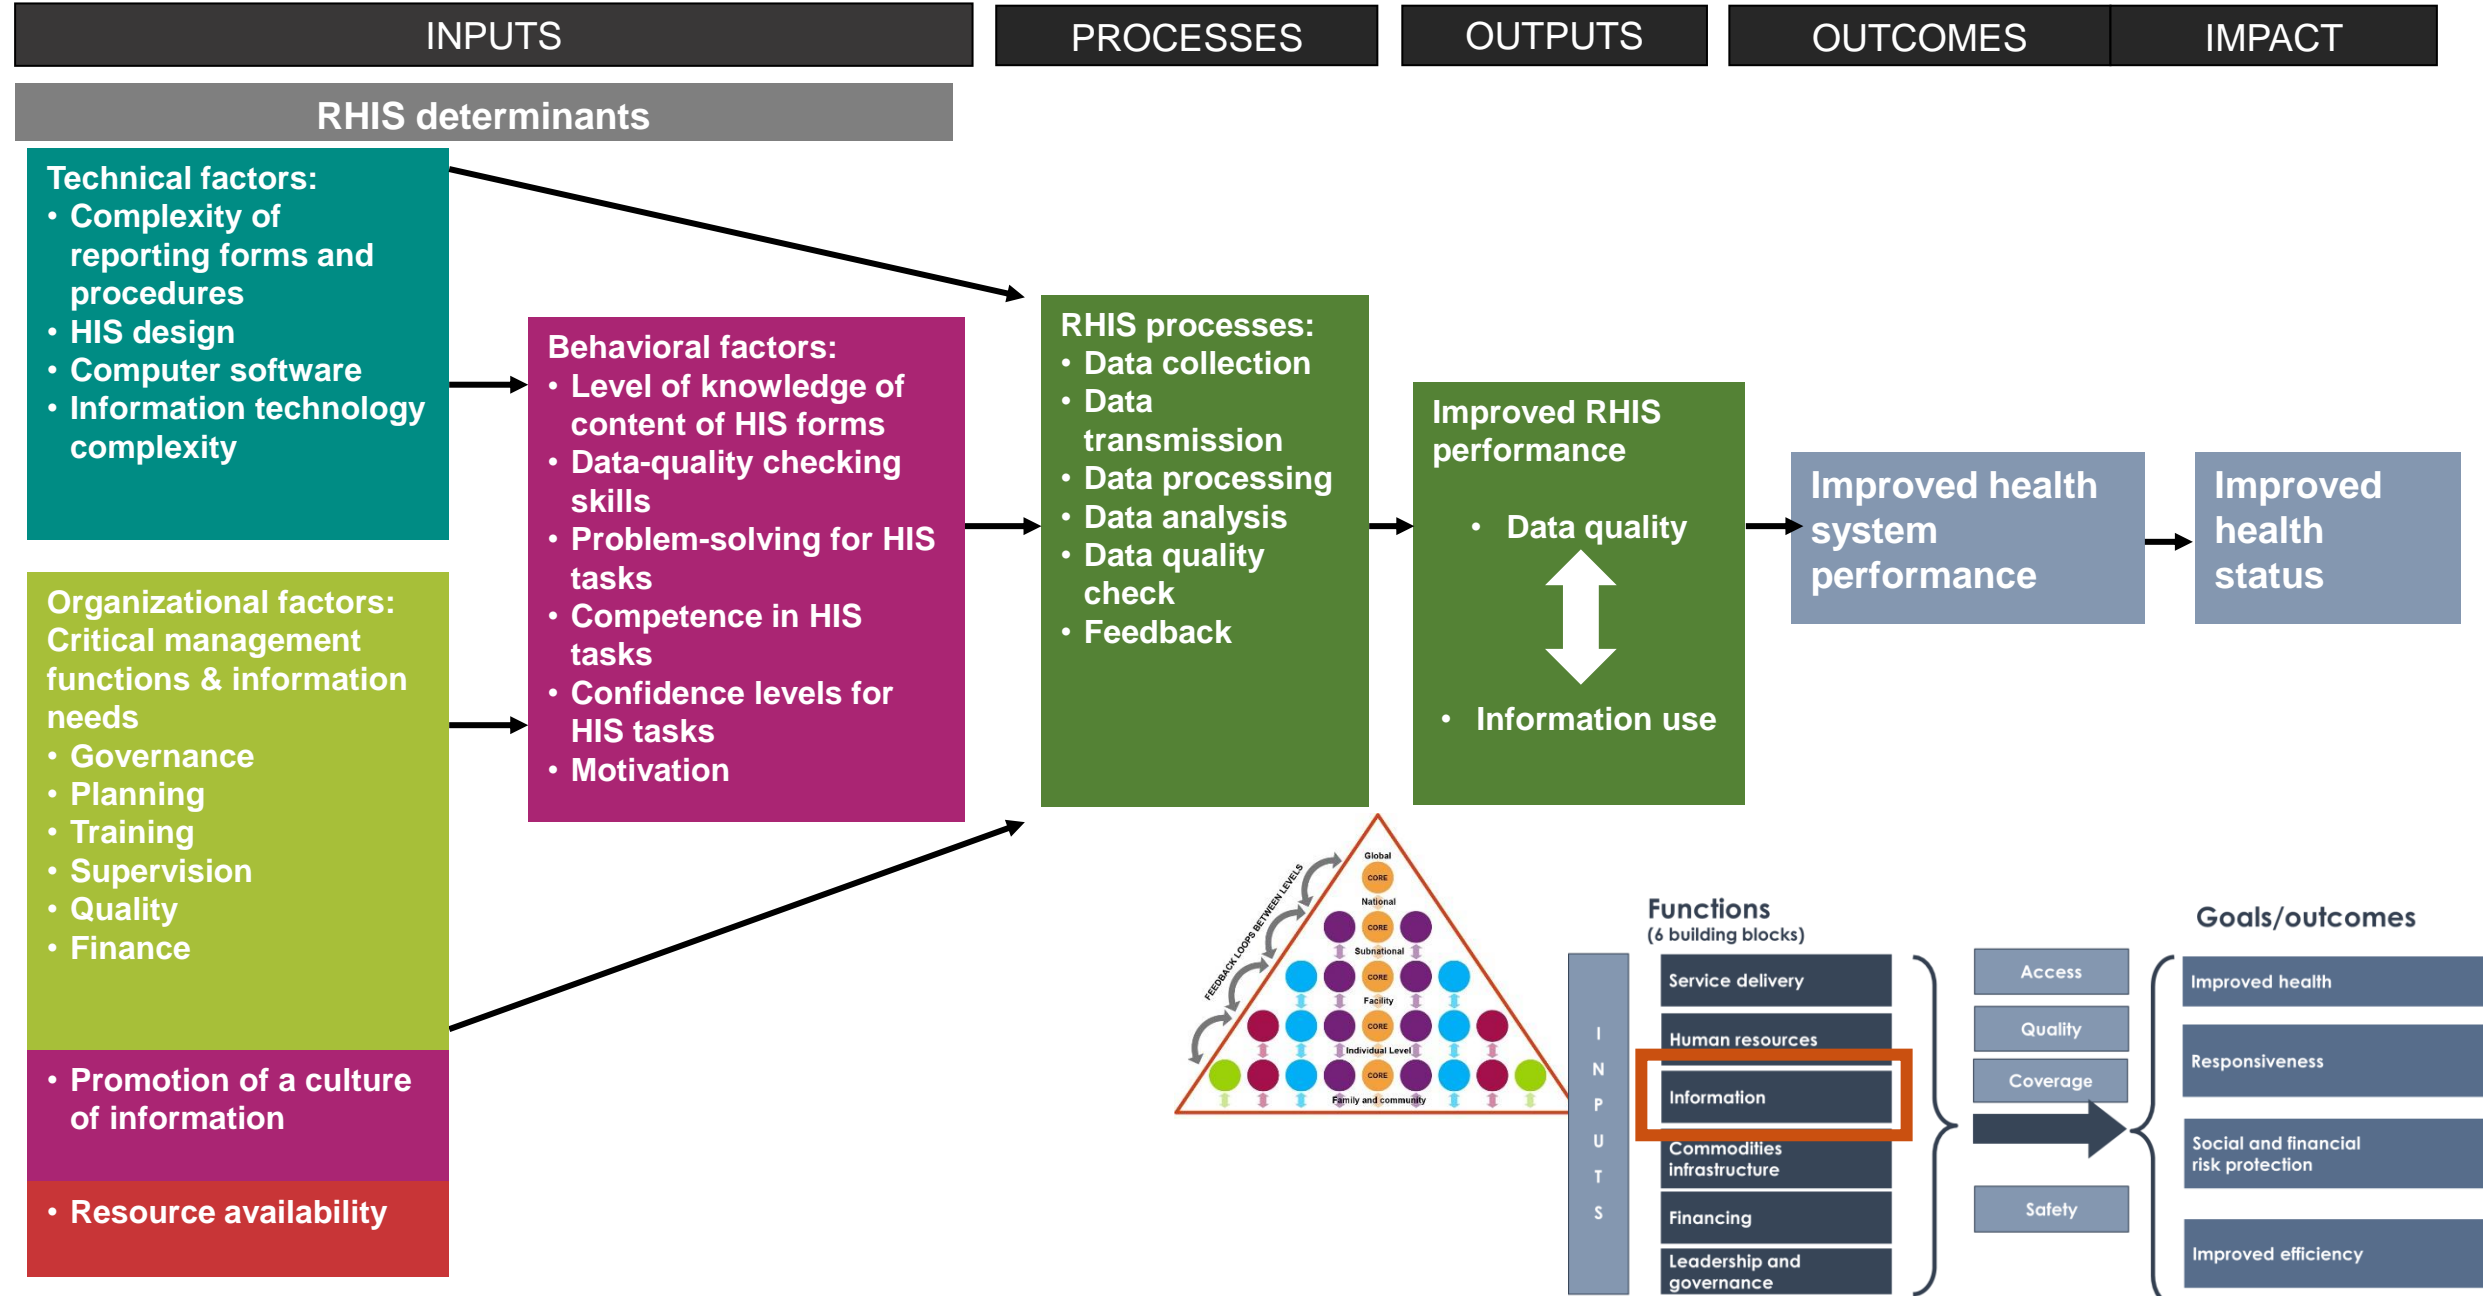 INPUTS
PROCESSES
OUTPUTS
OUTCOMES
IMPACT
RHIS determinants
Technical factors:
• Complexity of
reporting forms and
procedures
• HIS design
• Computer software
• Information technology
complexity
Organizational factors:
Critical management
functions & information
needs
• Governance
• Planning
• Training
• Supervision
• Quality
• Finance
• Promotion of a culture
of information
• Resource availability
Behavioral factors:
• Level of knowledge of
content of HIS forms
• Data-quality checking
skills
• Problem-solving for HIS
tasks
• Competence in HIS
tasks
• Confidence levels for
HIS tasks
• Motivation
RHIS processes:
• Data collection
• Data
transmission
• Data processing
• Data analysis
• Data quality
check
• Feedback
Improved RHIS
performance
• Data quality
• Information use
Improved health
system
performance
Improved
health
status
FEEDBACK LOOPS BETWEEN LEVELS
Global
CORE
National
CORE
Subnational
CORE
Facility
CORE
Individual Level
CORE
Family and community
INPUTS
Functions
(6 building blocks)
Service delivery
Human resources
Information
Commodities
infrastructure
Financing
Leadership and
governance
Access
Quality
Coverage
Safety
Goals/outcomes
Improved health
Responsiveness
Social and financial
risk protection
Improved efficiency